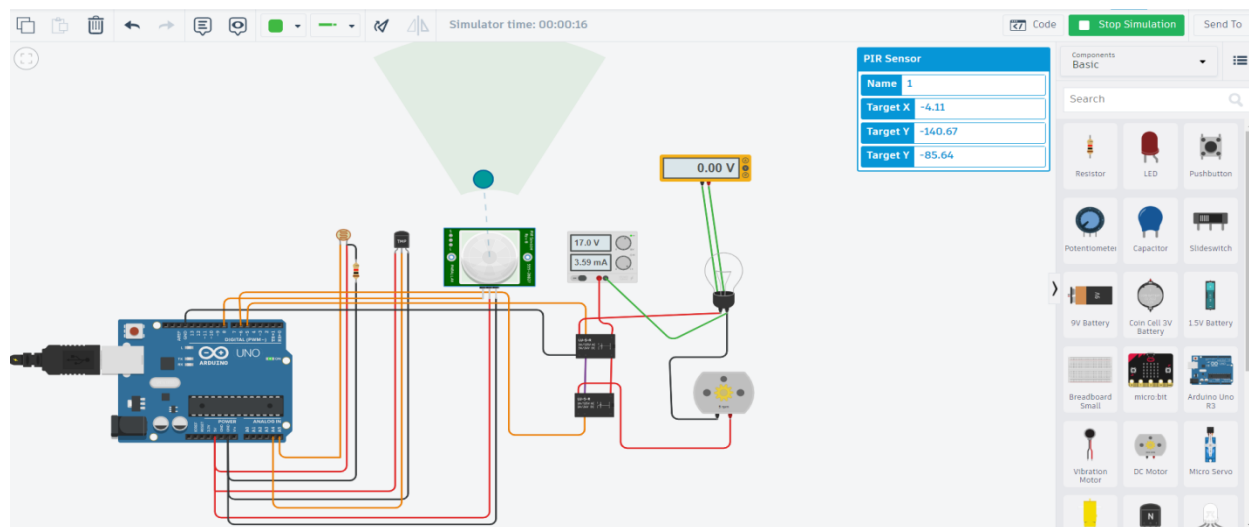 Simulator time: 00:00:16
Code
Stop Simulation
Send To
PIR Sensor
Name 1
Target X -4.11
Target Y -140.67
Target Y -85.64
Components
Basic
Search
Resistor
LED
Pushbutton
Potentiometer
Capacitor
Slideswitch
9V Battery
Coin Cell 3V
Battery
1.5V Battery
Breadboard
Small
micro:bit
Arduino Uno
R3
Vibration
Motor
DC Motor
Micro Servo
0.00 V
TMP
17.0 V
3.59 mA
DIGITAL (PWM~)
UNO
ARDUINO
POWER
ANALOG IN